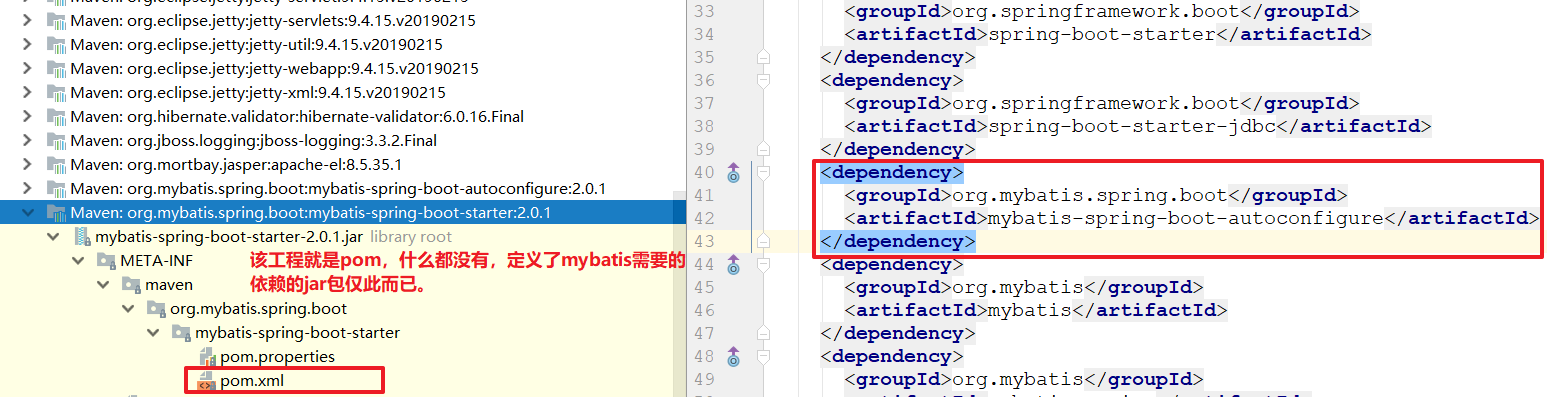 Maven: org.eclipse.jetty:jetty-servlets:9.4.15.v20190215
Maven: org.eclipse.jetty:jetty-util:9.4.15.v20190215
Maven: org.eclipse.jetty:jetty-webapp:9.4.15.v20190215
Maven: org.eclipse.jetty:jetty-xml:9.4.15.v20190215
Maven: org.hibernate.validator:hibernate-validator:6.0.16.Final
Maven: org.jboss.logging:jboss-logging:3.3.2.Final
Maven: org.mortbay.jasper:apache-el:8.5.35.1
Maven: org.mybatis.spring.boot:mybatis-spring-boot-autoconfigure:2.0.1
Maven: org.mybatis.spring.boot:mybatis-spring-boot-starter:2.0.1
mybatis-spring-boot-starter-2.0.1.jar library root
META-INF
maven
org.mybatis.spring.boot
mybatis-spring-boot-starter
pom.properties
pom.xml
该工程就是pom，什么都没有，定义了mybatis需要的
依赖的jar包仅此而已。
33 <groupId>org.springframework.boot</groupId>
34 <artifactId>spring-boot-starter</artifactId>
35 </dependency>
36 <dependency>
37 <groupId>org.springframework.boot</groupId>
38 <artifactId>spring-boot-starter-jdbc</artifactId>
39 </dependency>
40 <dependency>
41 <groupId>org.mybatis.spring.boot</groupId>
42 <artifactId>mybatis-spring-boot-autoconfigure</artifactId>
43 </dependency>
44 <dependency>
45 <groupId>org.mybatis</groupId>
46 <artifactId>mybatis</artifactId>
47 </dependency>
48 <dependency>
49 <groupId>org.mybatis</groupId>